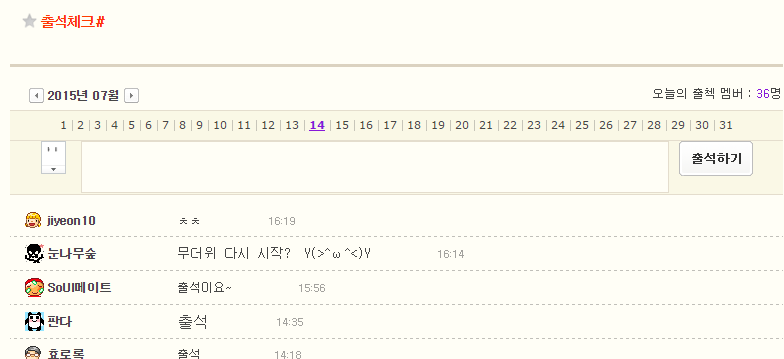 출석체크#
2015년 07월
오늘의 출첵 멤버 : 36명
1 2 3 4 5 6 7 8 9 10 11 12 13 14 15 16 17 18 19 20 21 22 23 24 25 26 27 28 29 30 31
출석하기
jiyeon10 ㅊㅊ 16:19
눈나무숲 무더위 다시 시작? Y(>^ω^<)Y 16:14
SoUl메이트 출석이요~ 15:56
판다 출석 14:35
효로록 출석 14:18